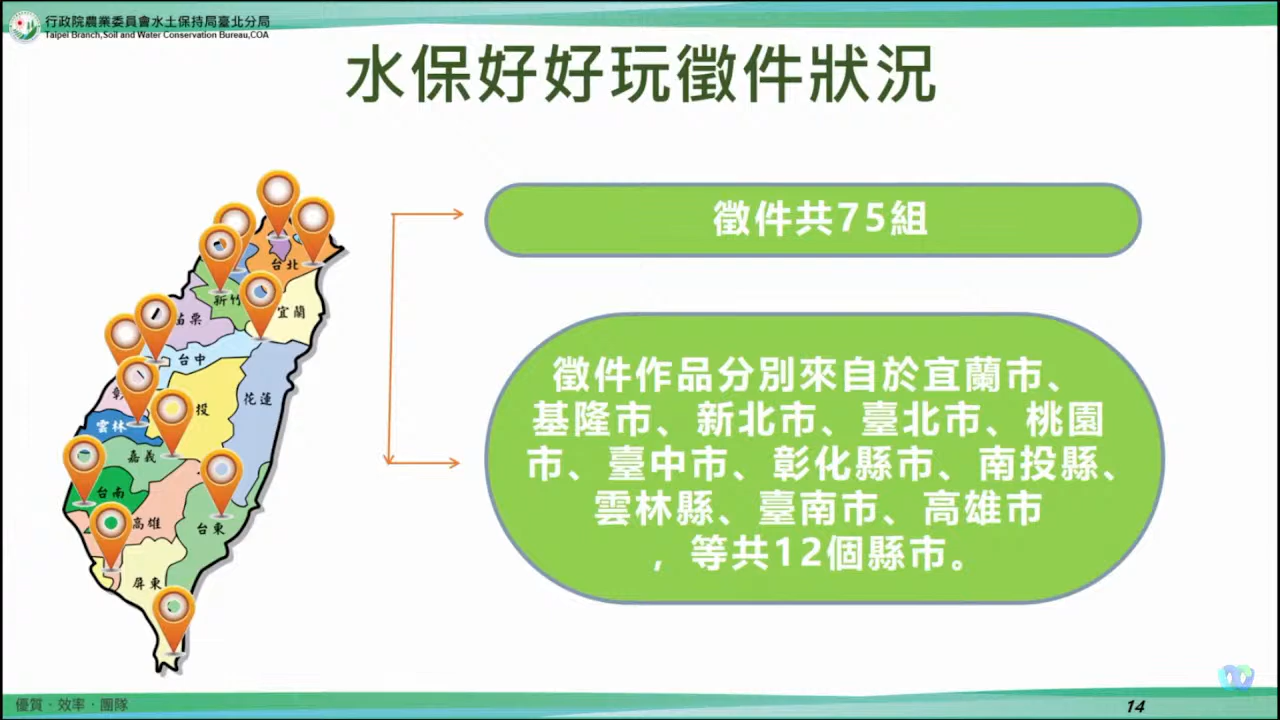 行政院農業委員會水土保持局臺北分局
Taipei Branch,Soil and Water Conservation Bureau,COA
水保好好玩徵件狀況
徵件共75組
徵件作品分別來自於宜蘭市、
基隆市、新北市、臺北市、桃園
市、臺中市、彰化縣市、南投縣、
雲林縣、臺南市、高雄市
，等共12個縣市。
台北
新竹
宜蘭
苗栗
台中
彰
投
花蓮
雲林
嘉義
台南
高雄
台東
屏東
優質、效率、團隊
14